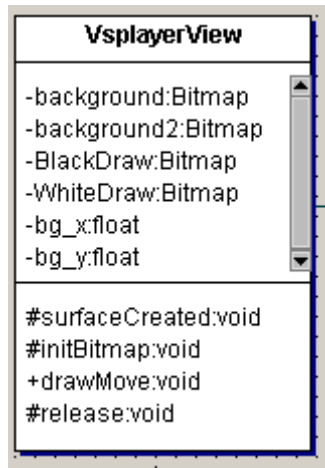 VsplayerView
-background:Bitmap
-background2:Bitmap
-BlackDraw:Bitmap
-WhiteDraw:Bitmap
-bg_x:float
-bg_y:float
#surfaceCreated:void
#initBitmap:void
+drawMove:void
#release:void